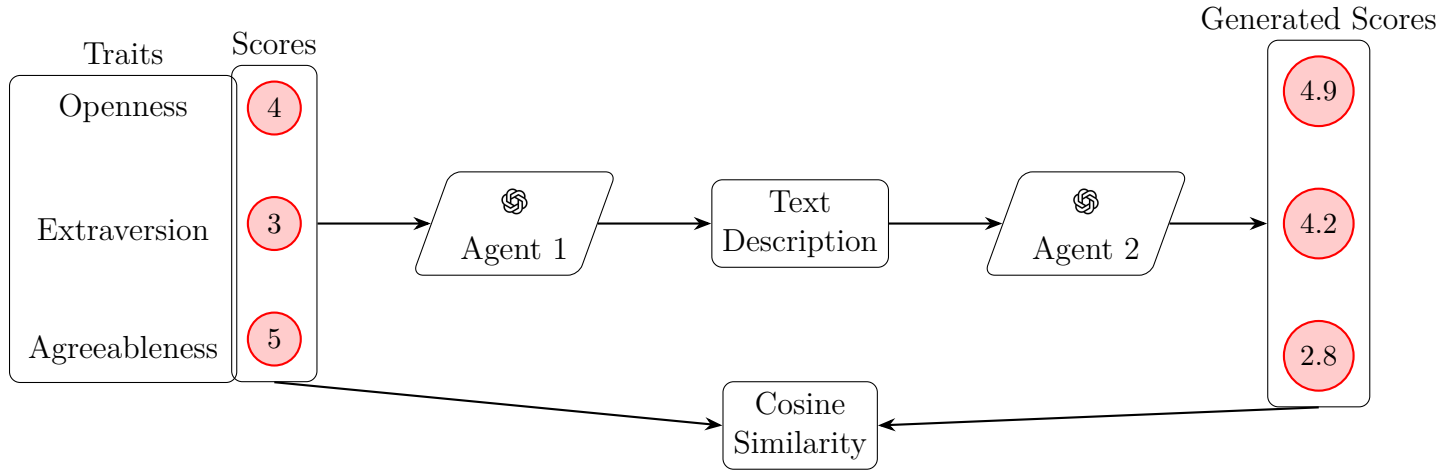 Generated Scores
Scores
Traits
Openness
4
4.9
Extraversion
3
Agent 1
Text
Description
Agent 2
4.2
Agreeableness
5
2.8
Cosine
Similarity